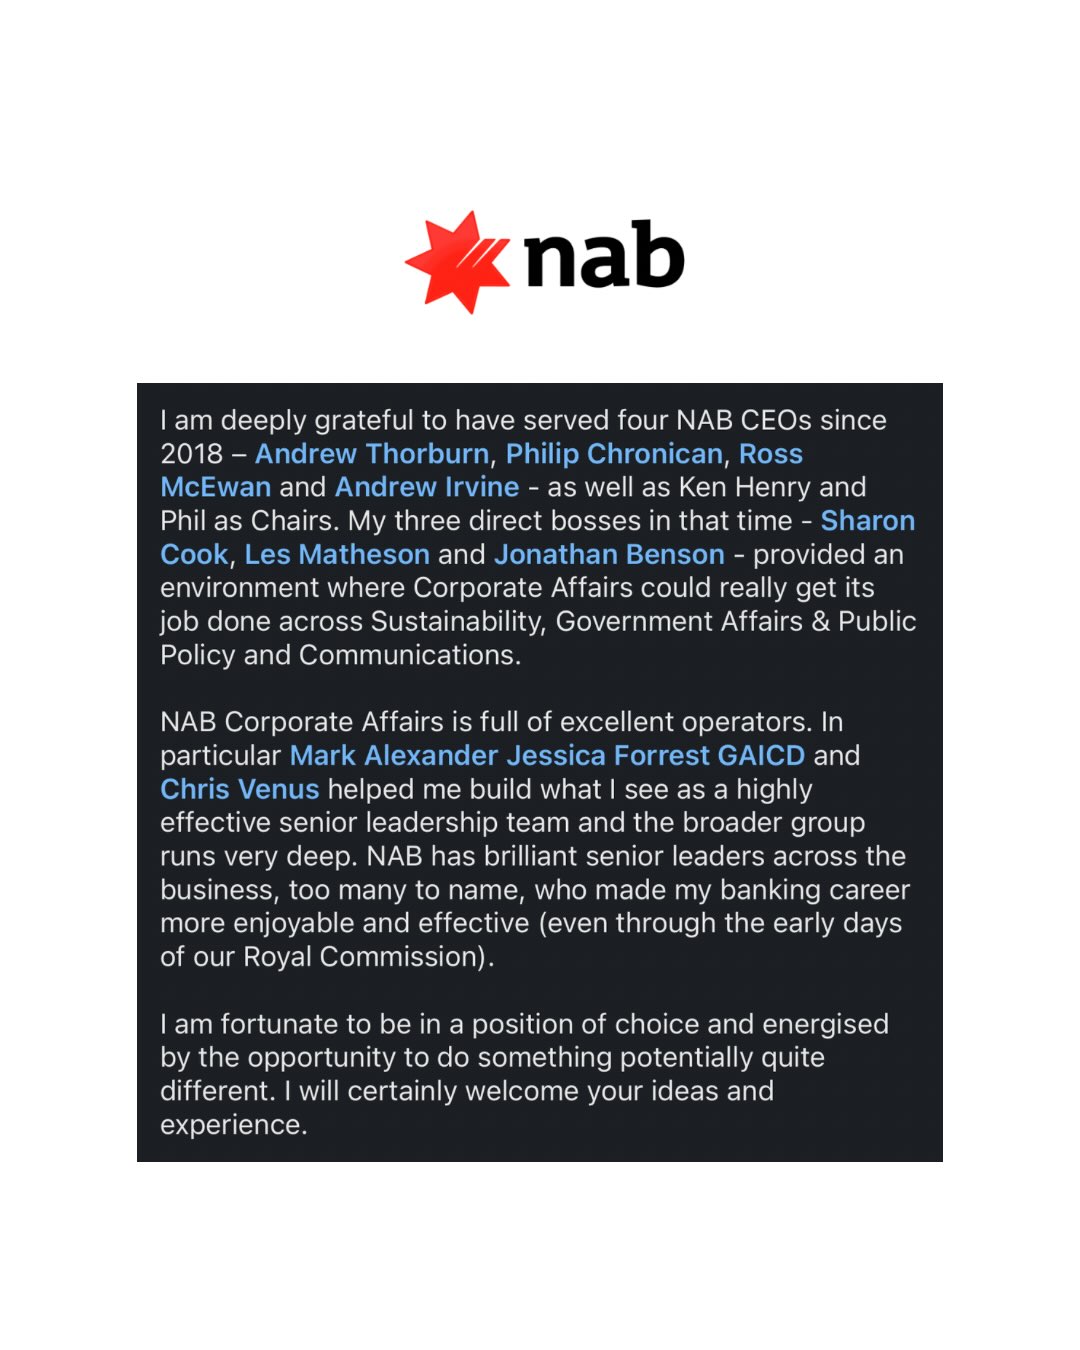 nab
I am deeply grateful to have served four NAB CEOs since
2018 – Andrew Thorburn, Philip Chronican, Ross
McEwan and Andrew Irvine - as well as Ken Henry and
Phil as Chairs. My three direct bosses in that time - Sharon
Cook, Les Matheson and Jonathan Benson - provided an
environment where Corporate Affairs could really get its
job done across Sustainability, Government Affairs & Public
Policy and Communications.
NAB Corporate Affairs is full of excellent operators. In
particular Mark Alexander Jessica Forrest GAICD and
Chris Venus helped me build what I see as a highly
effective senior leadership team and the broader group
runs very deep. NAB has brilliant senior leaders across the
business, too many to name, who made my banking career
more enjoyable and effective (even through the early days
of our Royal Commission).
I am fortunate to be in a position of choice and energised
by the opportunity to do something potentially quite
different. I will certainly welcome your ideas and
experience.